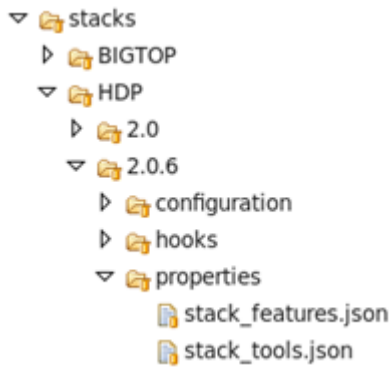 stacks
BIGTOP
HDP
2.0
2.0.6
configuration
hooks
properties
stack_features.json
stack_tools.json